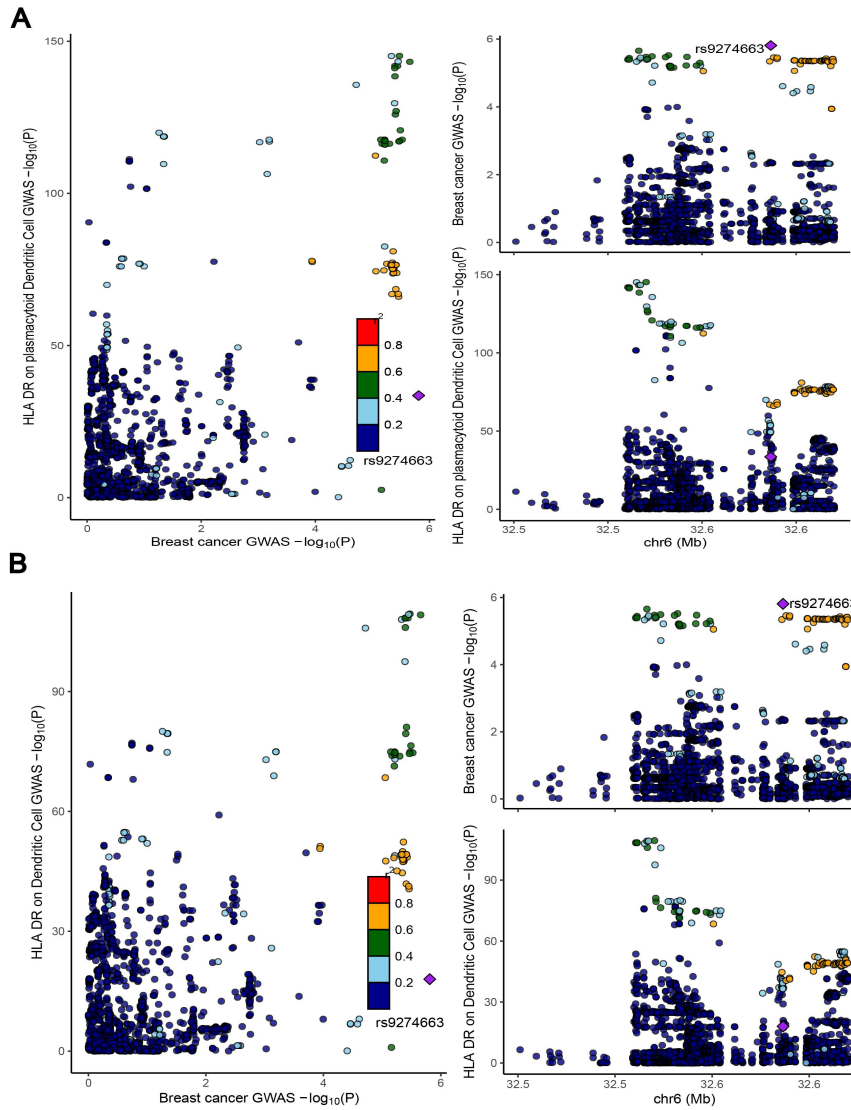 A
HLA DR on plasmacytoid Dendritic Cell GWAS −log10(P)
150
100
50
0
0
2
4
6
Breast cancer GWAS −log10(P)
r2
0.8
0.6
0.4
0.2
rs9274663
Breast cancer GWAS −log10(P)
6
4
2
0
rs9274663
HLA DR on plasmacytoid Dendritic Cell GWAS −log10(P)
150
100
50
0
32.5
32.5
32.6
32.6
chr6 (Mb)
B
HLA DR on Dendritic Cell GWAS −log10(P)
90
60
30
0
0
2
4
6
Breast cancer GWAS −log10(P)
r2
0.8
0.6
0.4
0.2
rs9274663
Breast cancer GWAS −log10(P)
6
4
2
0
rs9274663
HLA DR on Dendritic Cell GWAS −log10(P)
90
60
30
0
32.5
32.5
32.6
32.6
chr6 (Mb)